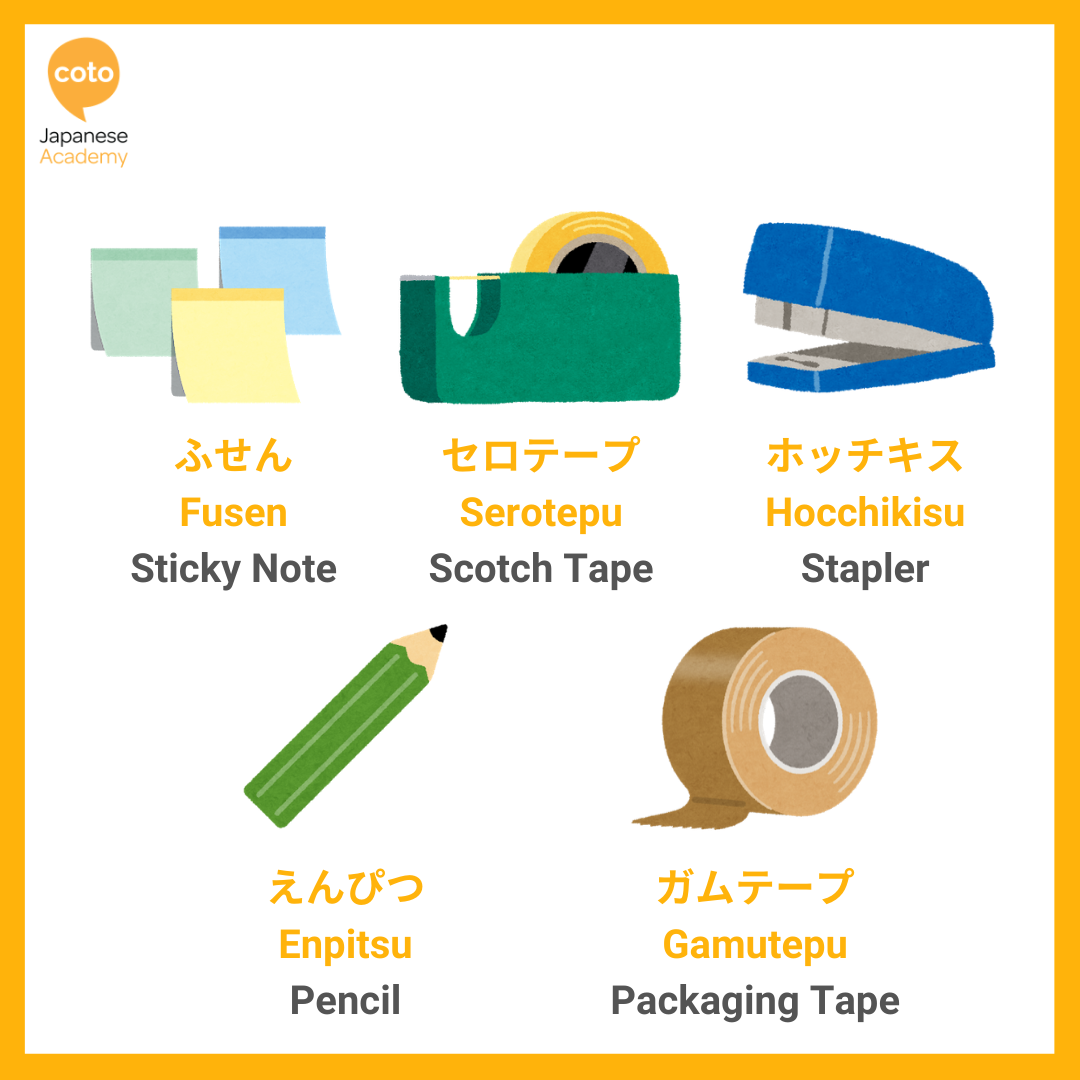 coto
Japanese
Academy
ふせん
Fusen
Sticky Note
セロテープ
Serotepu
Scotch Tape
ホッチキス
Hocchikisu
Stapler
えんぴつ
Enpitsu
Pencil
ガムテープ
Gamutepu
Packaging Tape